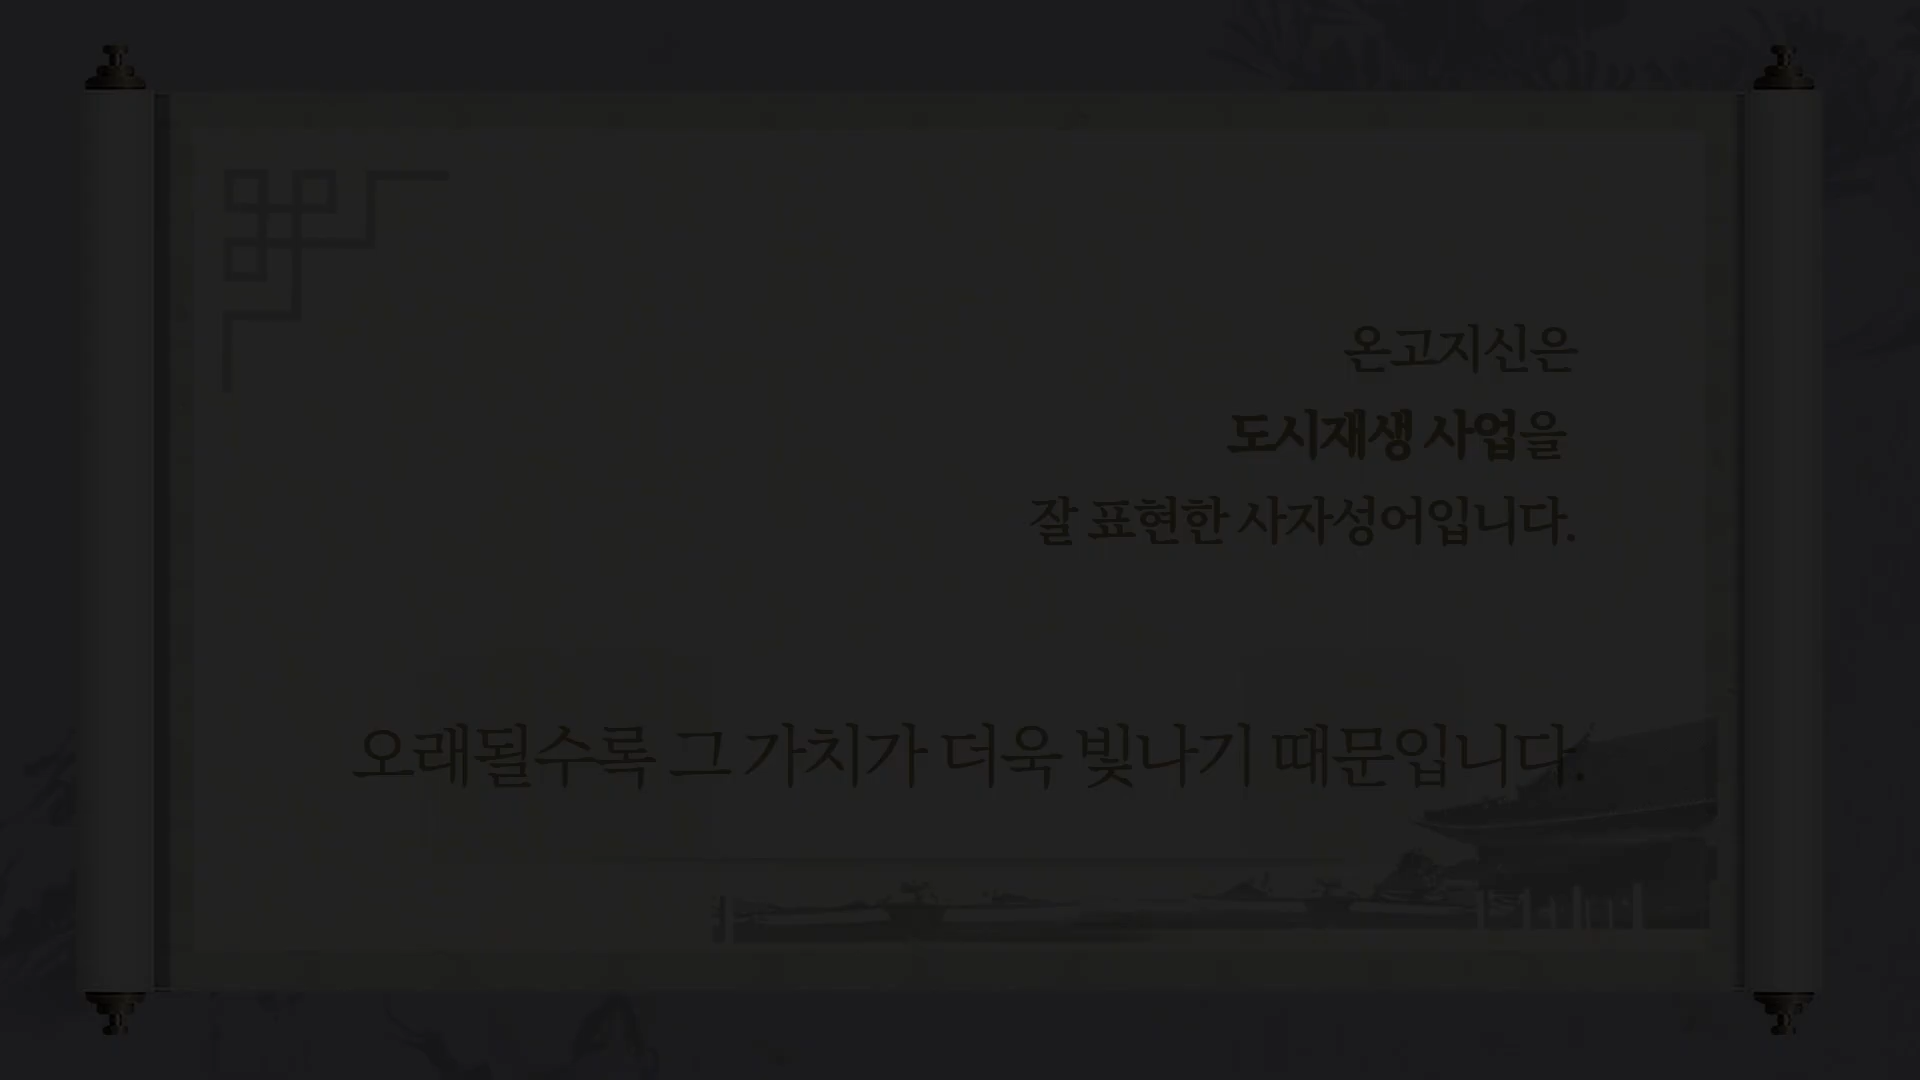 온고지신은
도시재생 사업을
잘 표현한 사자성어입니다.
오래될수록 그 가치가 더욱 빛나기 때문입니다.